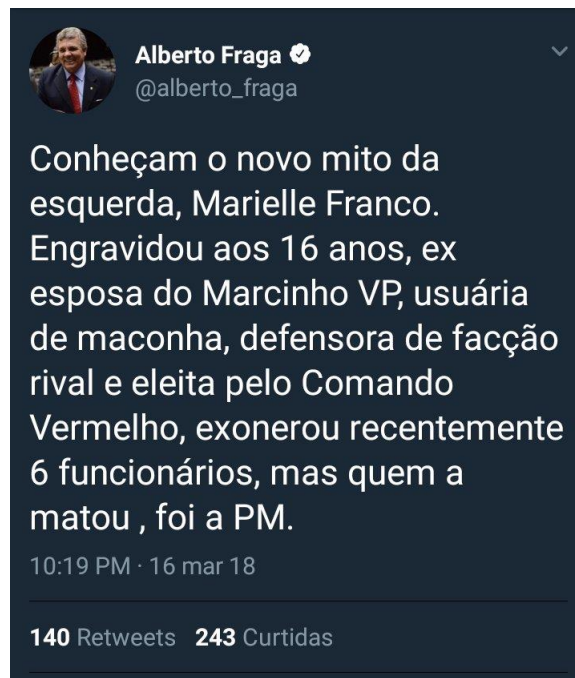 Alberto Fraga
@alberto_fraga
Conheçam o novo mito da
esquerda, Marielle Franco.
Engravidou aos 16 anos, ex
esposa do Marcinho VP, usuária
de maconha, defensora de facção
rival e eleita pelo Comando
Vermelho, exonerou recentemente
6 funcionários, mas quem a
matou , foi a PM.
10:19 PM · 16 mar 18
140 Retweets 243 Curtidas